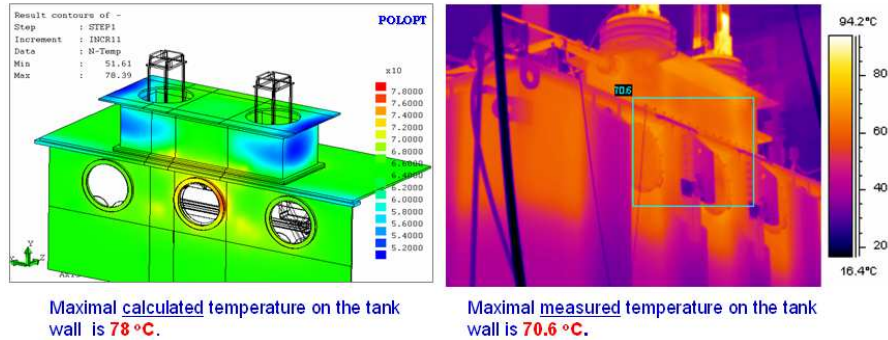 Result contours of -
Step : STEP1
Increment : INCR11
Data : N-Temp
Min : 51.61
Max : 78.39
POLOPT
x10
7.8000
7.6000
7.4000
7.2000
7.0000
6.8000
6.6000
6.4000
6.2000
6.0000
5.8000
5.6000
5.4000
5.2000
Y
X
Z
70.6
94.2°C
80
60
40
20
16.4°C
Maximal calculated temperature on the tank
wall is 78 °C.
Maximal measured temperature on the tank
wall is 70.6 °C.